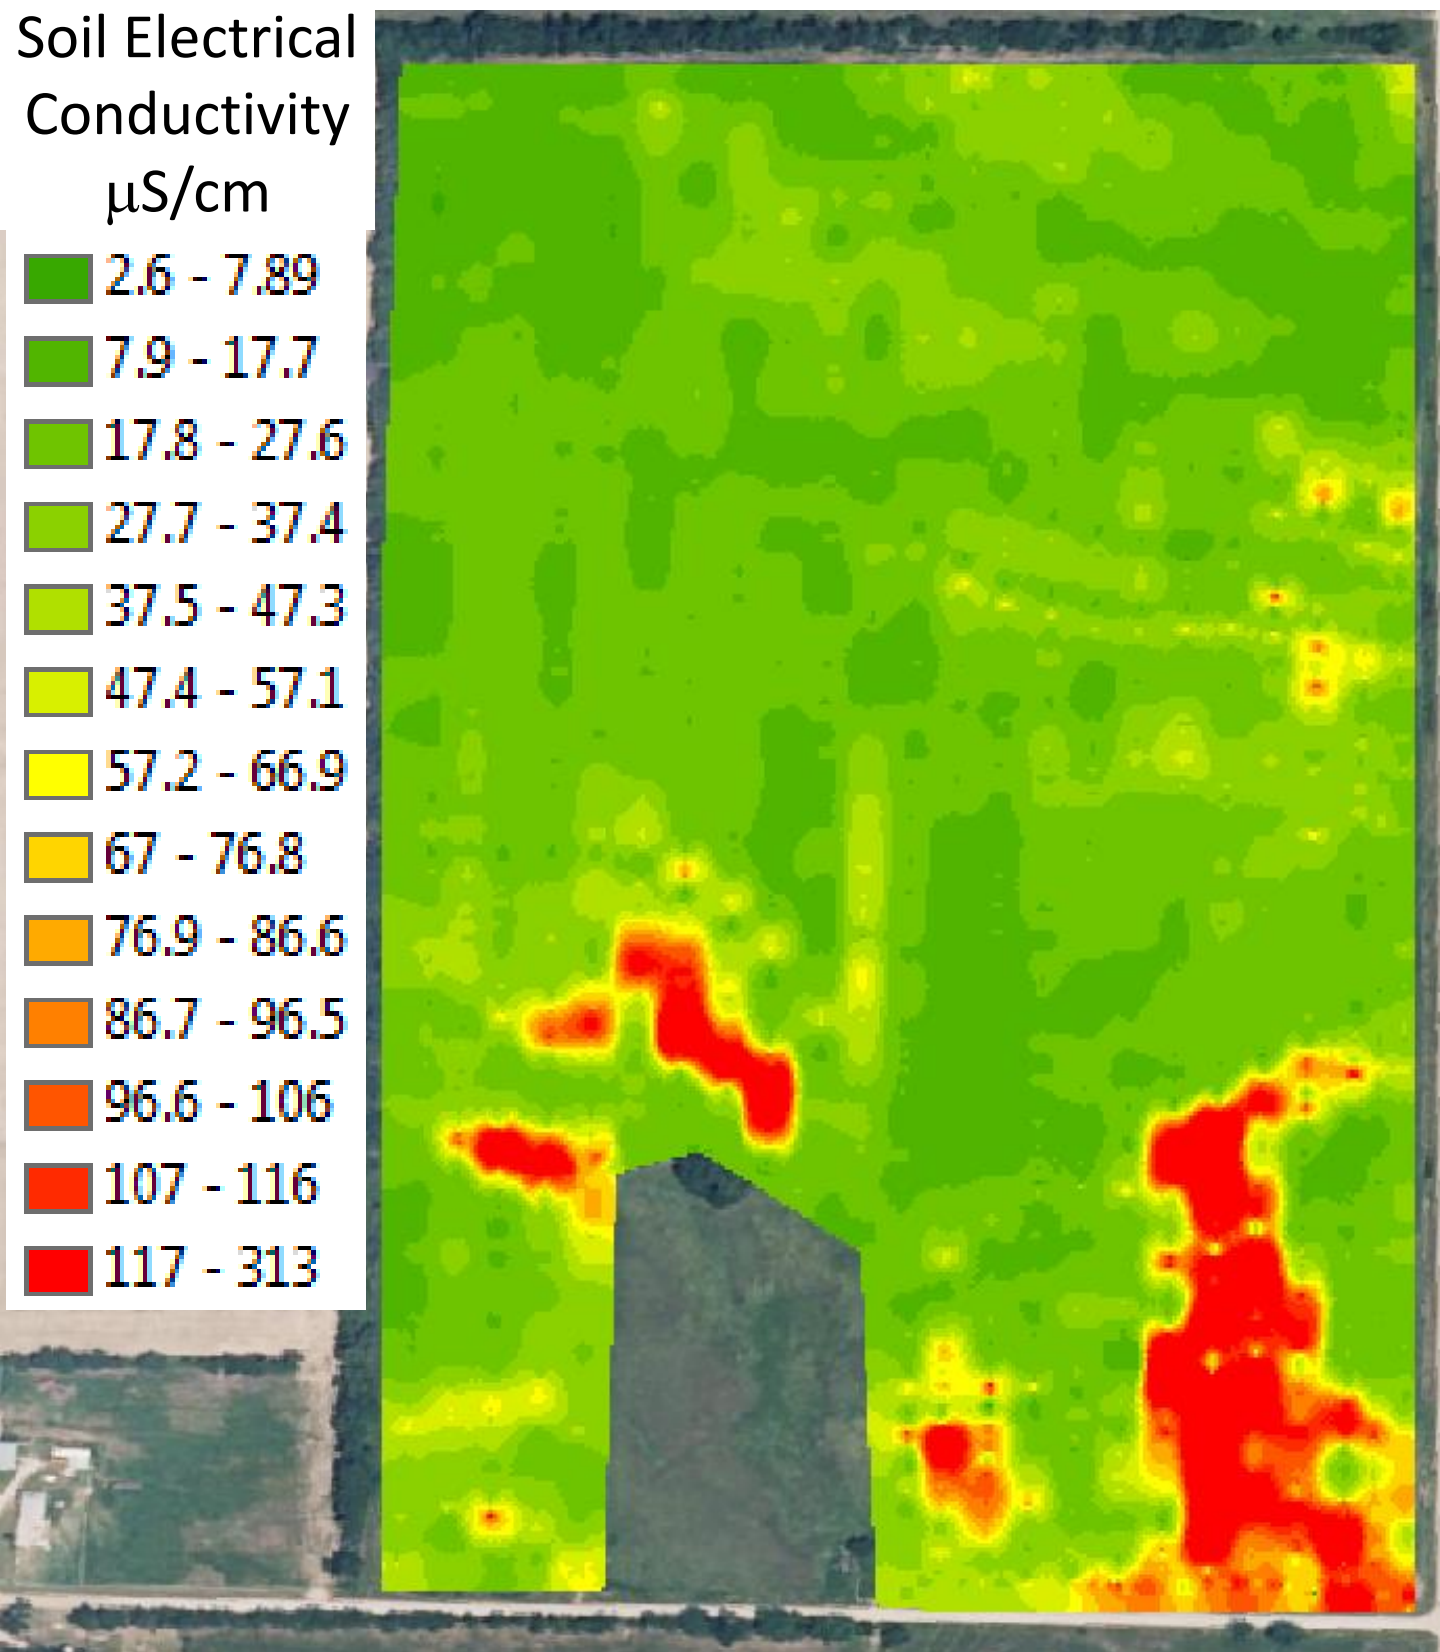 Soil Electrical
Conductivity
µS/cm
2.6 - 7.89
7.9 - 17.7
17.8 - 27.6
27.7 - 37.4
37.5 - 47.3
47.4 - 57.1
57.2 - 66.9
67 - 76.8
76.9 - 86.6
86.7 - 96.5
96.6 - 106
107 - 116
117 - 313